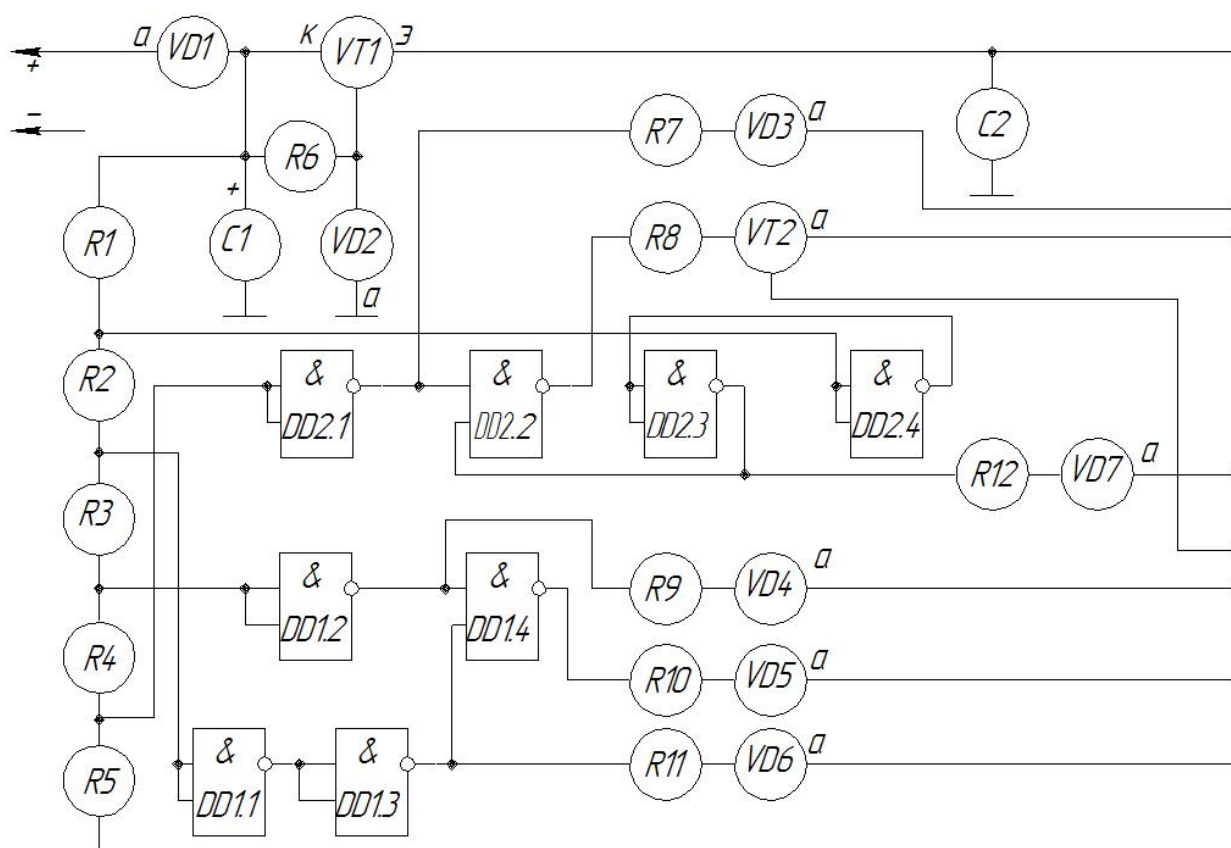 а VD1 к VT1 э
+
−
R7 VD3 а C2
R6
+
R1 C1 VD2 R8 VT2 а
а
R2 & & & &
DD2.1 DD2.2 DD2.3 DD2.4
R12 VD7 а
R3
& & R9 VD4 а
DD1.2 DD1.4
R4 R10 VD5 а
R5 & & R11 VD6 а
DD1.1 DD1.3